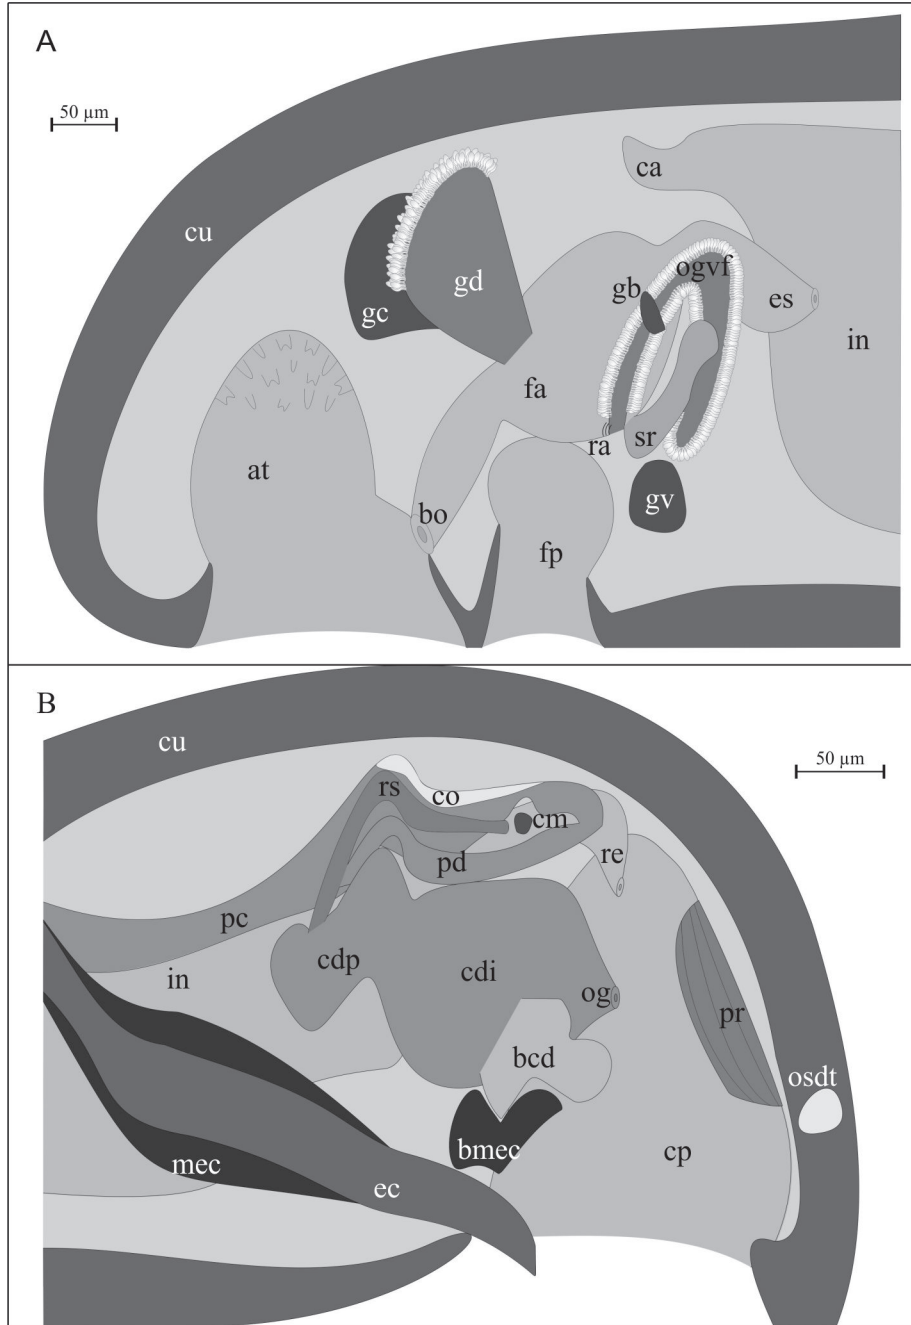 A
50 µm
cu
ca
gd
gc
gb
ogvf
es
in
fa
at
ra
sr
bo
gv
fp
B
cu
50 µm
rs
co
cm
re
pd
pc
cdp
cdi
in
og
pr
bcd
osdt
bmec
cp
mec
ec